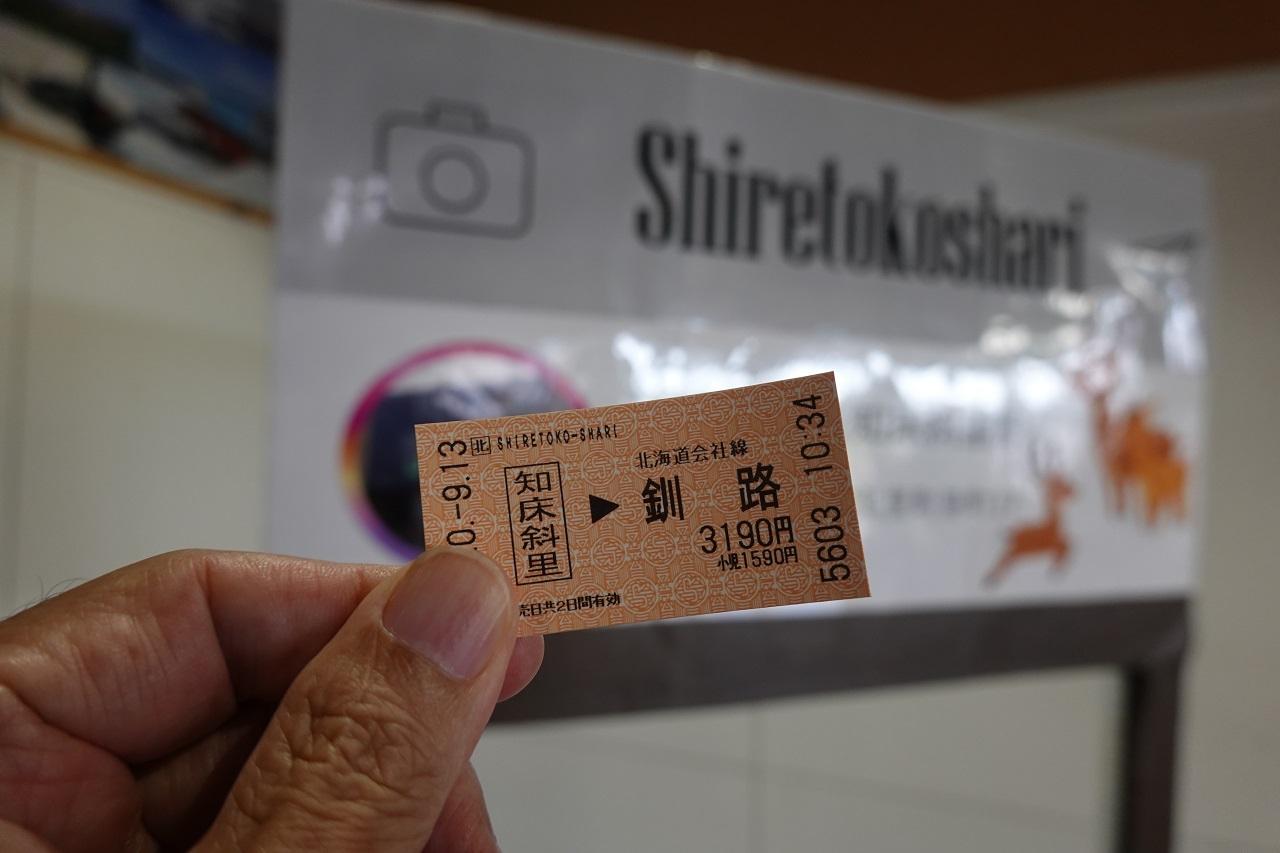 Shiretokoshari
北 SHIRETOKO-SHARI
知床斜里
▶
北海道会社線
釧 路
3190円
小児1590円
売日共2日間有効
0.-9.13
5603 10:34